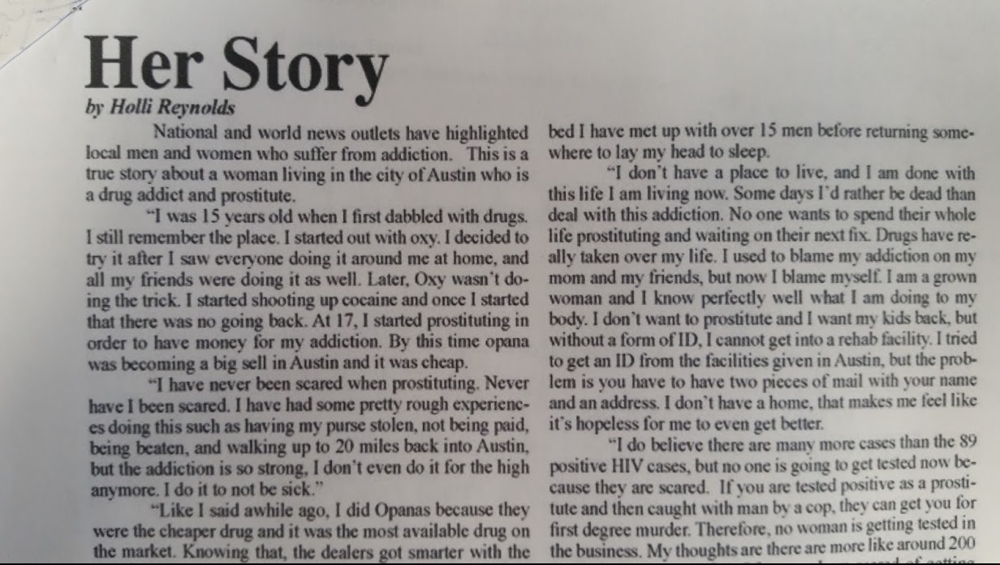 Her Story
by Holli Reynolds
National and world news outlets have highlighted
local men and women who suffer from addiction. This is a
true story about a woman living in the city of Austin who is
a drug addict and prostitute.
“I was 15 years old when I first dabbled with drugs.
I still remember the place. I started out with oxy. I decided to
try it after I saw everyone doing it around me at home, and
all my friends were doing it as well. Later, Oxy wasn’t do-
ing the trick. I started shooting up cocaine and once I started
that there was no going back. At 17, I started prostituting in
order to have money for my addiction. By this time opana
was becoming a big sell in Austin and it was cheap.
“I have never been scared when prostituting. Never
have I been scared. I have had some pretty rough experienc-
es doing this such as having my purse stolen, not being paid,
being beaten, and walking up to 20 miles back into Austin,
but the addiction is so strong, I don’t even do it for the high
anymore. I do it to not be sick.”
“Like I said awhile ago, I did Opanas because they
were the cheaper drug and it was the most available drug on
the market. Knowing that, the dealers got smarter with the
bed I have met up with over 15 men before returning some-
where to lay my head to sleep.
“I don’t have a place to live, and I am done with
this life I am living now. Some days I’d rather be dead than
deal with this addiction. No one wants to spend their whole
life prostituting and waiting on their next fix. Drugs have re-
ally taken over my life. I used to blame my addiction on my
mom and my friends, but now I blame myself. I am a grown
woman and I know perfectly well what I am doing to my
body. I don’t want to prostitute and I want my kids back, but
without a form of ID, I cannot get into a rehab facility. I tried
to get an ID from the facilities given in Austin, but the prob-
lem is you have to have two pieces of mail with your name
and an address. I don’t have a home, that makes me feel like
it’s hopeless for me to even get better.
“I do believe there are many more cases than the 89
positive HIV cases, but no one is going to get tested now be-
cause they are scared. If you are tested positive as a prosti-
tute and then caught with man by a cop, they can get you for
first degree murder. Therefore, no woman is getting tested in
the business. My thoughts are there are more like around 200